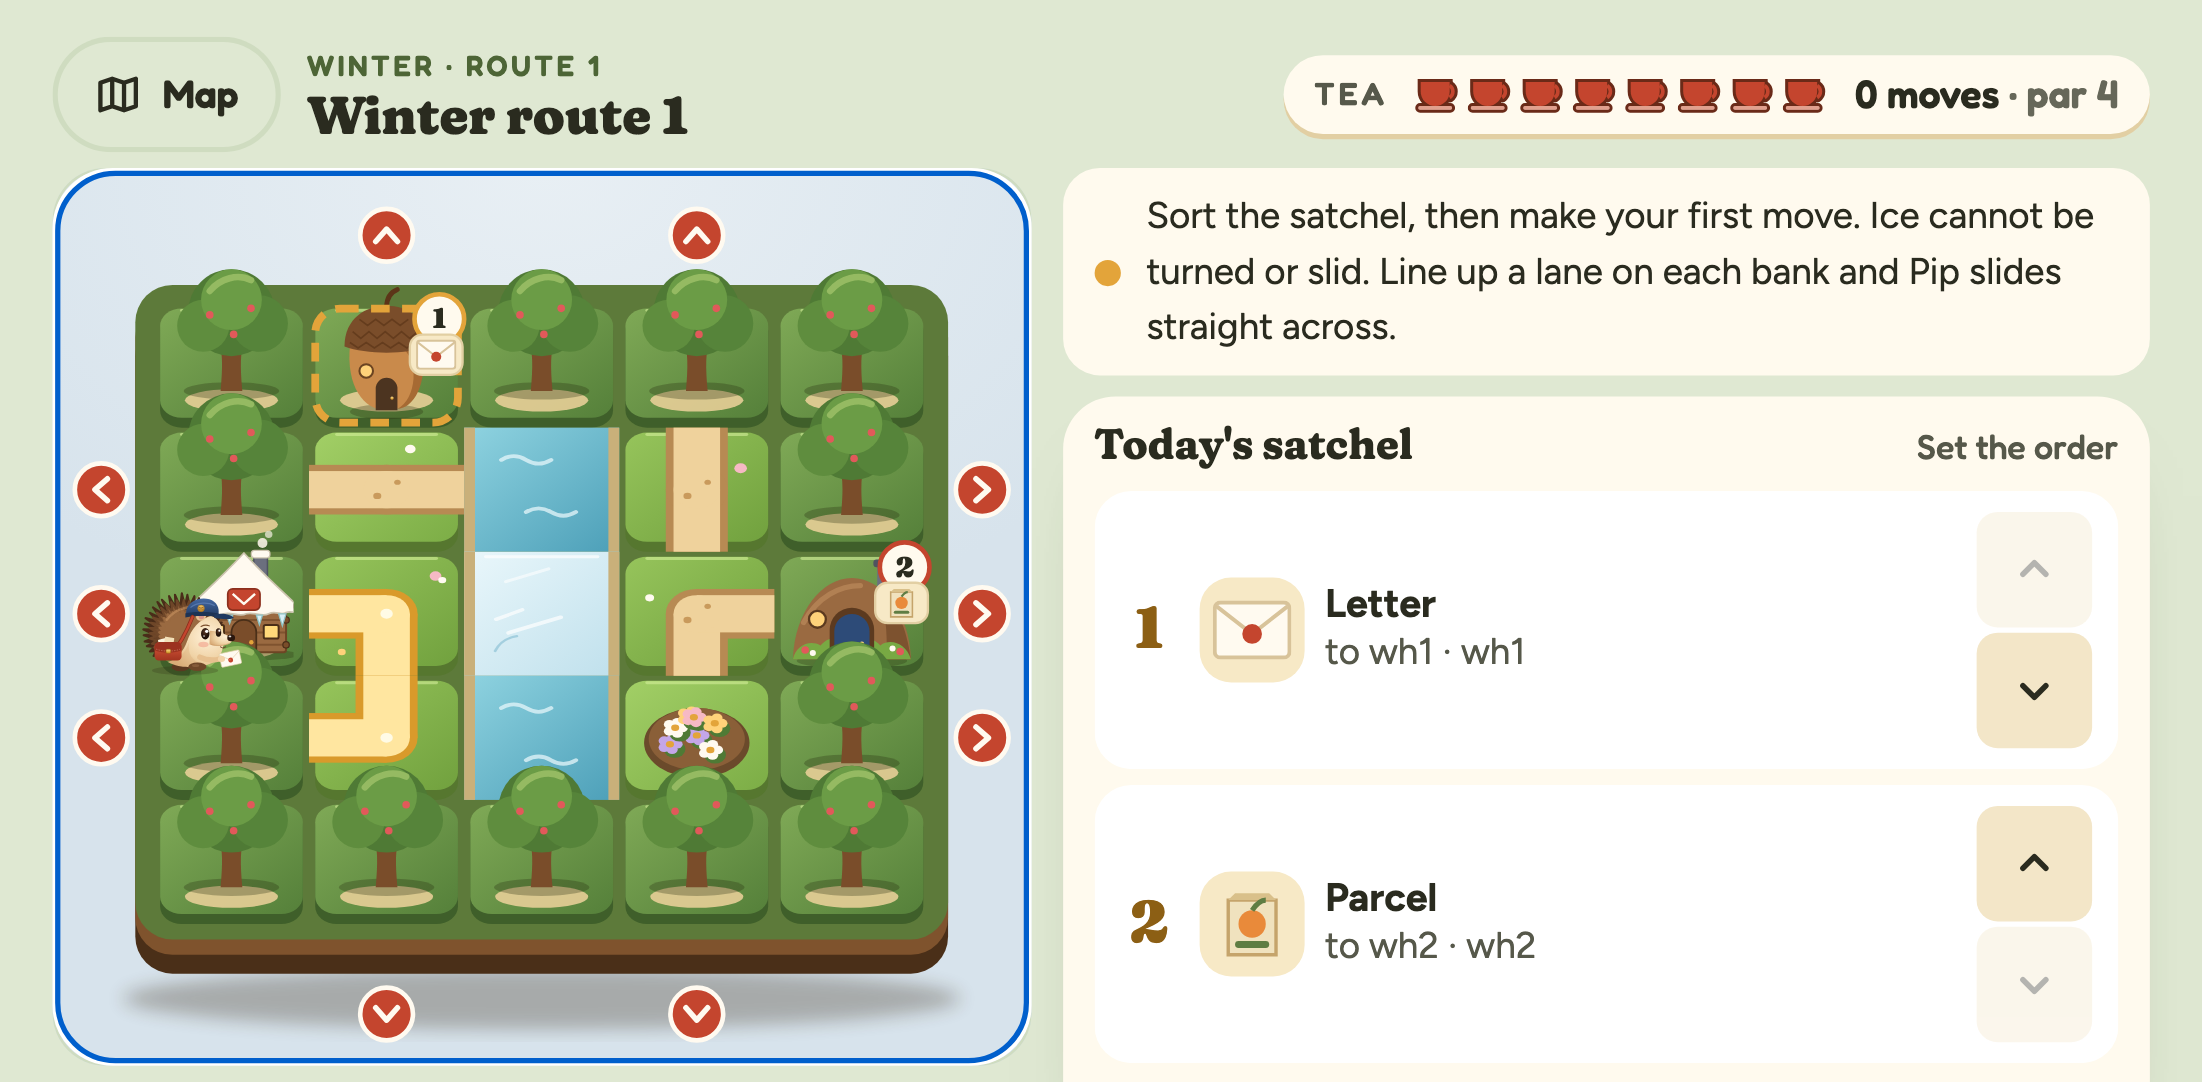 Map
WINTER · ROUTE 1
Winter route 1
TEA
0 moves · par 4
1
2
Sort the satchel, then make your first move. Ice cannot be
turned or slid. Line up a lane on each bank and Pip slides
straight across.
Today's satchel
Set the order
1
Letter
to wh1 · wh1
2
Parcel
to wh2 · wh2